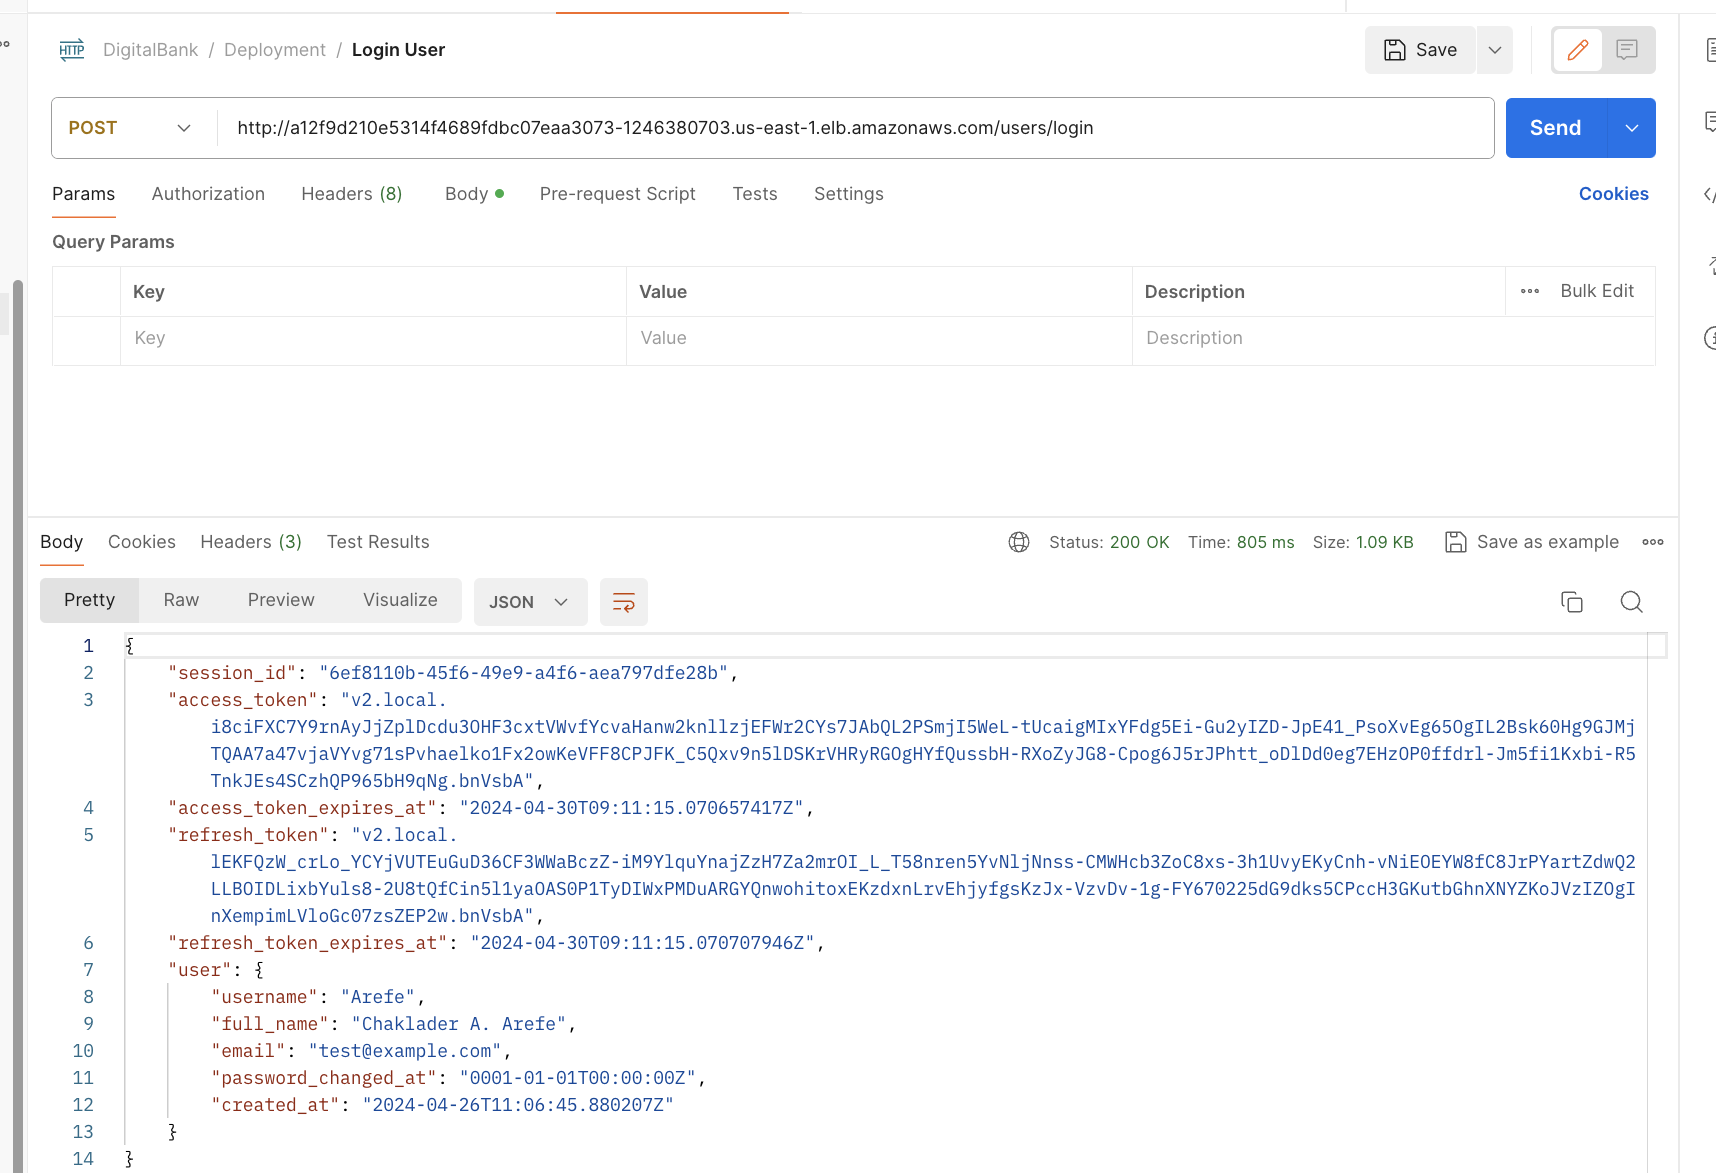 HTTP DigitalBank / Deployment / Login User Save
POST http://a12f9d210e5314f4689fdbc07eaa3073-1246380703.us-east-1.elb.amazonaws.com/users/login Send
Params Authorization Headers (8) Body Pre-request Script Tests Settings Cookies
Query Params
Key Value Description Bulk Edit
Key Value Description
Body Cookies Headers (3) Test Results Status: 200 OK Time: 805 ms Size: 1.09 KB Save as example
Pretty Raw Preview Visualize JSON
1 {
2 "session_id": "6ef8110b-45f6-49e9-a4f6-aea797dfe28b",
3 "access_token": "v2.local.
i8ciFXC7Y9rnAyJjZplDcdu3OHF3cxtVWvfYcvaHanw2knllzjEFWr2CYs7JAbQL2PSmjI5WeL-tUcaigMIxYFdg5Ei-Gu2yIZD-JpE41_PsoXvEg65OgIL2Bsk60Hg9GJMj
TQAA7a47vjaVYvg71sPvhaelko1Fx2owKeVFF8CPJFK_C5Qxv9n5lDSKrVHRyRGOgHYfQussbH-RXoZyJG8-Cpog6J5rJPhtt_oDlDd0eg7EHzOP0ffdrl-Jm5fi1Kxbi-R5
TnkJEs4SCzhQP965bH9qNg.bnVsbA",
4 "access_token_expires_at": "2024-04-30T09:11:15.070657417Z",
5 "refresh_token": "v2.local.
lEKFQzW_crLo_YCYjVUTEuGuD36CF3WWaBczZ-iM9YlquYnajZzH7Za2mrOI_L_T58nren5YvNljNnss-CMWHcb3ZoC8xs-3h1UvyEKyCnh-vNiEOEYW8fC8JrPYartZdwQ2
LLBOIDLixbYuls8-2U8tQfCin5l1yaOAS0P1TyDIWxPMDuARGYQnwohitoxEKzdxnLrvEhjyfgsKzJx-VzvDv-1g-FY670225dG9dks5CPccH3GKutbGhnXNYZKoJVzIZOgI
nXempimLVloGc07zsZEP2w.bnVsbA",
6 "refresh_token_expires_at": "2024-04-30T09:11:15.070707946Z",
7 "user": {
8 "username": "Arefe",
9 "full_name": "Chaklader A. Arefe",
10 "email": "test@example.com",
11 "password_changed_at": "0001-01-01T00:00:00Z",
12 "created_at": "2024-04-26T11:06:45.880207Z"
13 }
14 }